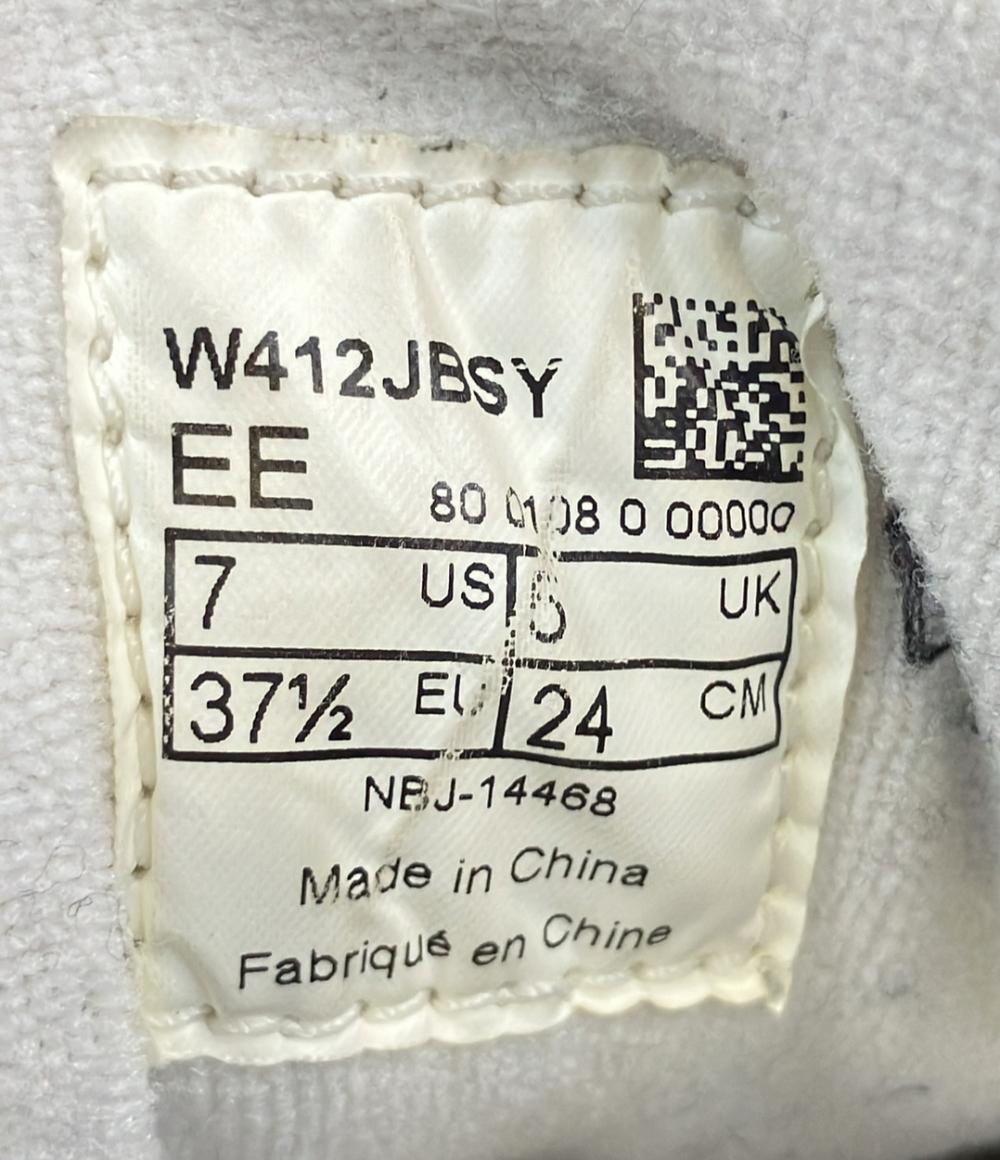 W412JBSY
EE
80 0108 0 00000
7 US 5 UK
37½ EU 24 CM
NBJ-14468
Made in China
Fabriqué en Chine